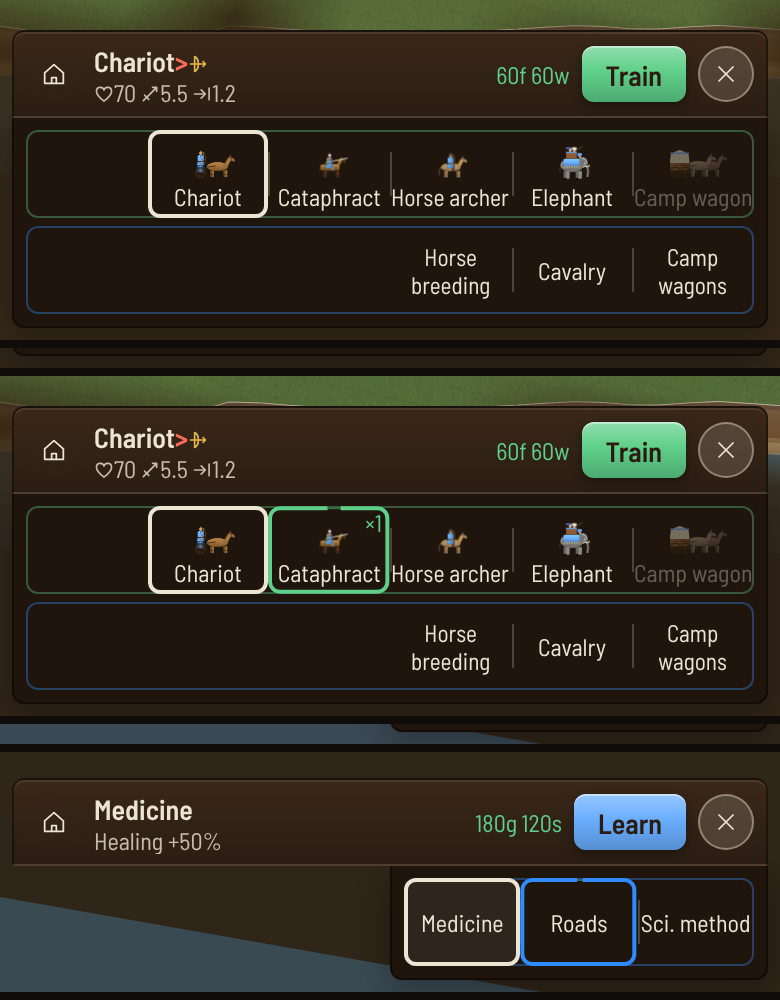 Chariot>
70 5.5 1.2
60f 60w
Train
Chariot
Cataphract
Horse archer
Elephant
Camp wagon
Horse
breeding
Cavalry
Camp
wagons
Chariot>
70 5.5 1.2
60f 60w
Train
×1
Chariot
Cataphract
Horse archer
Elephant
Camp wagon
Horse
breeding
Cavalry
Camp
wagons
Medicine
Healing +50%
180g 120s
Learn
Medicine
Roads
Sci. method